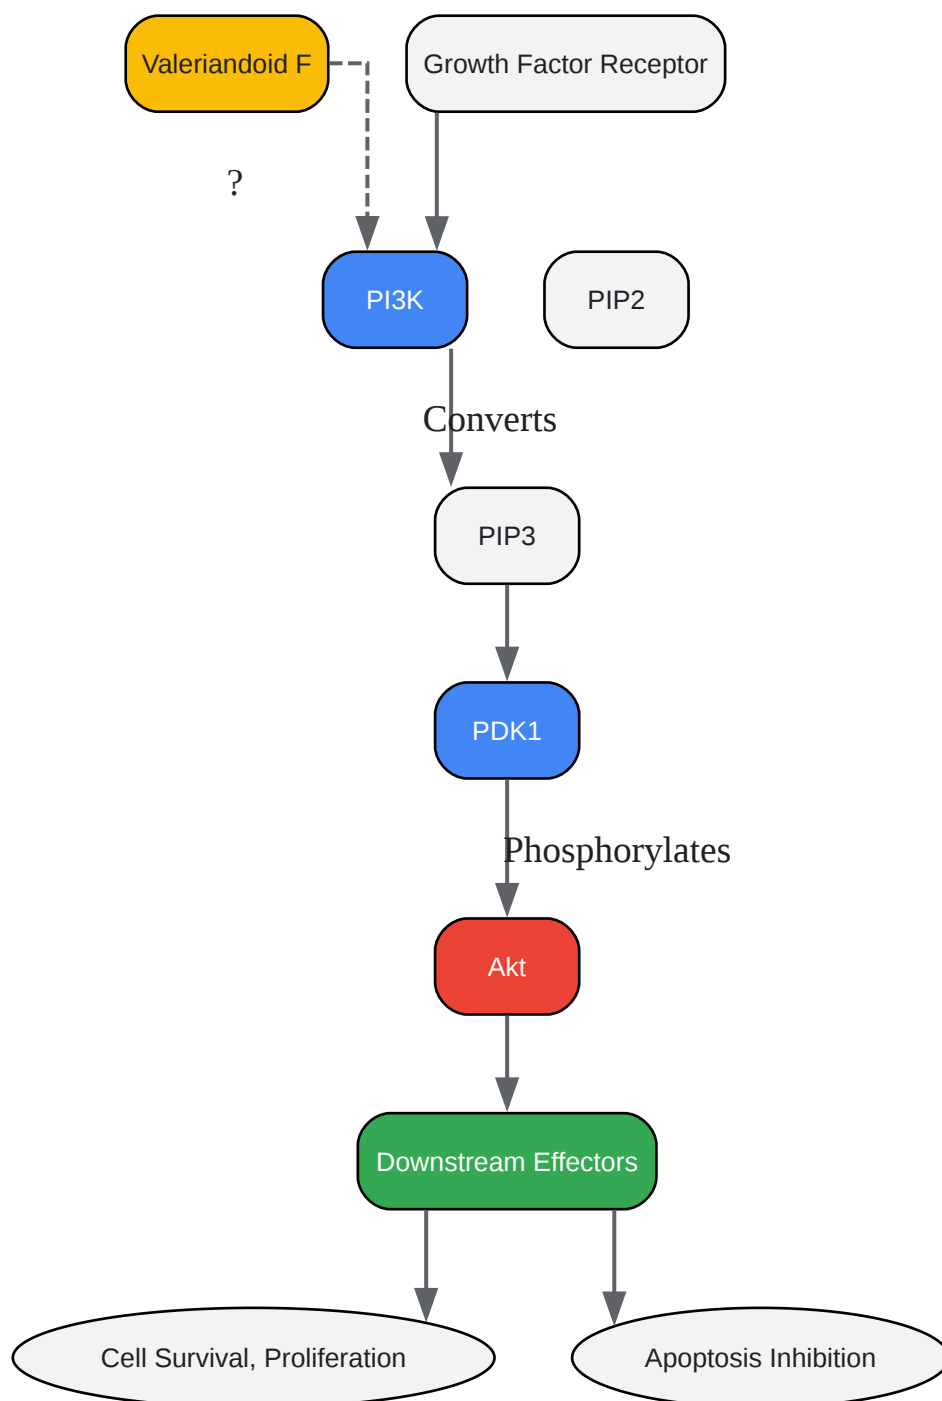 Valeriandoid F
Growth Factor Receptor
?
PI3K
PIP2
Converts
PIP3
PDK1
Phosphorylates
Akt
Downstream Effectors
Cell Survival, Proliferation
Apoptosis Inhibition